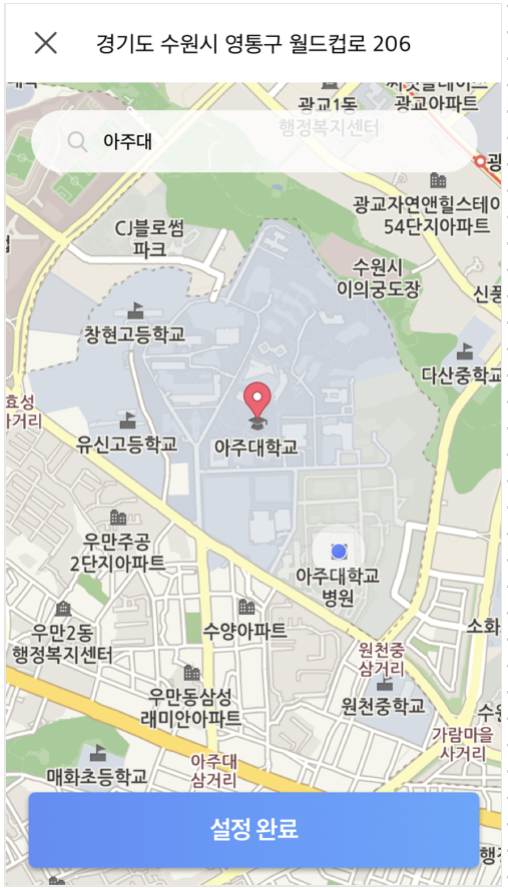 경기도 수원시 영통구 월드컵로 206
광교1동
행정복지센터
광교아파트
아주대
광교자연앤힐스테이
54단지아파트
CJ블로썸
파크
수원시
이의궁도장
신풍
창현고등학교
다산중학교
효성
사거리
유신고등학교
아주대학교
우만주공
2단지아파트
아주대학교
병원
우만2동
행정복지센터
수양아파트
소화
원천중
삼거리
우만동삼성
래미안아파트
원천중학교
수원
가람마을
사거리
아주대
삼거리
매화초등학교
설정 완료
행